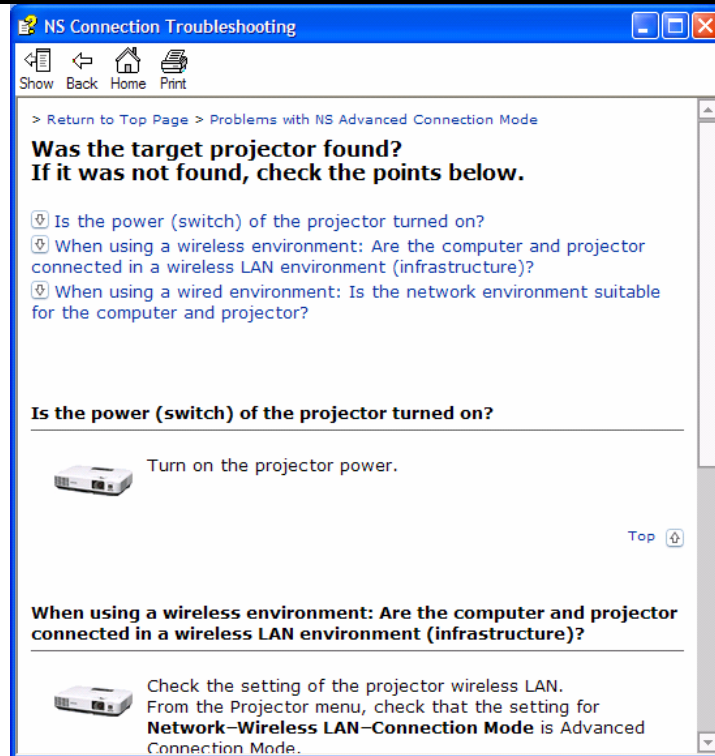 NS Connection Troubleshooting
Show Back Home Print
> Return to Top Page > Problems with NS Advanced Connection Mode
Was the target projector found?
If it was not found, check the points below.
Is the power (switch) of the projector turned on?
When using a wireless environment: Are the computer and projector
connected in a wireless LAN environment (infrastructure)?
When using a wired environment: Is the network environment suitable
for the computer and projector?
Is the power (switch) of the projector turned on?
Turn on the projector power.
Top
When using a wireless environment: Are the computer and projector
connected in a wireless LAN environment (infrastructure)?
Check the setting of the projector wireless LAN.
From the Projector menu, check that the setting for
Network–Wireless LAN–Connection Mode is Advanced
Connection Mode.